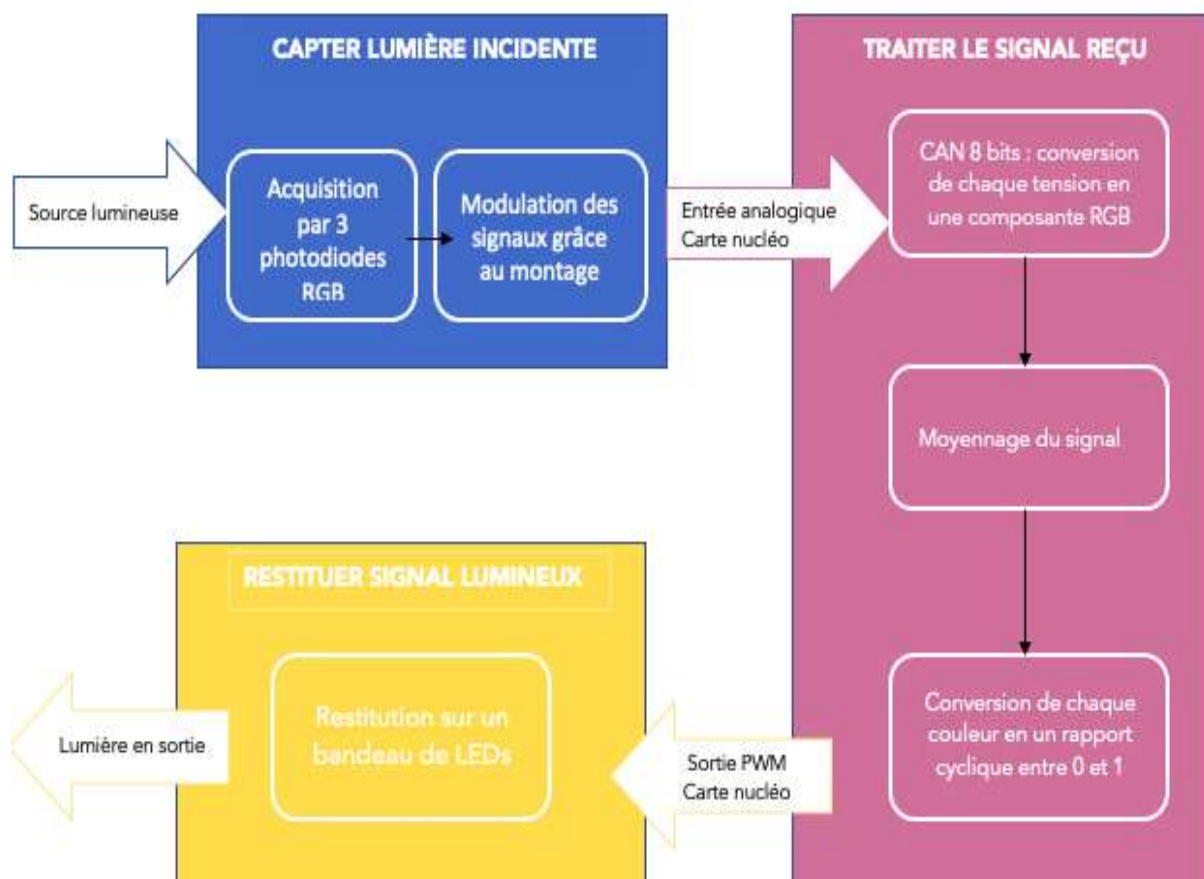 CAPTER LUMIÈRE INCIDENTE
Source lumineuse
Acquisition
par 3
photodiodes
RGB
Modulation des
signaux grâce
au montage
Entrée analogique
Carte nucléo
TRAITER LE SIGNAL REÇU
CAN 8 bits : conversion
de chaque tension en
une composante RGB
Moyennage du signal
Conversion de chaque
couleur en un rapport
cyclique entre 0 et 1
Sortie PWM
Carte nucléo
RESTITUER SIGNAL LUMINEUX
Restitution sur un
bandeau de LEDs
Lumière en sortie